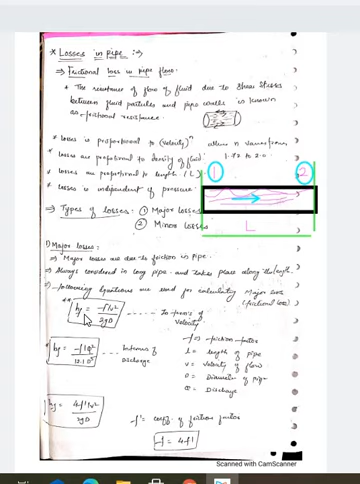 * Losses in pipe :→
⇒ Frictional loss in pipe flow:
* The resistance of flow of fluid due to shear stress
between fluid particles and pipe walls is known
as frictional resistance.
* Losses is proportional to (velocity)^n where n varies from
* Losses are proportional to density of fluid. 1.72 to 2.0
* Losses are proportional to length (L)
* Losses is independent of pressure.
1
2
L
⇒ Types of losses: ① Major losses
② Minor losses
1) Major losses:
⇒ Major losses are due to friction in pipe.
⇒ Always considered in long pipe and takes place along the length.
⇒ following equations are used for calculating Major loss
(frictional loss)
** hf = flv²/2gD ---- In terms of
velocity
* hf = flQ²/12.1 D⁵ ---- In terms of
Discharge
f = friction factor
L = length of pipe
V = velocity of flow
D = Diameter of pipe
Q = Discharge
hf = 4f'lv²/2gD
f' = coeff. of friction factor
f = 4f'
Scanned with CamScanner